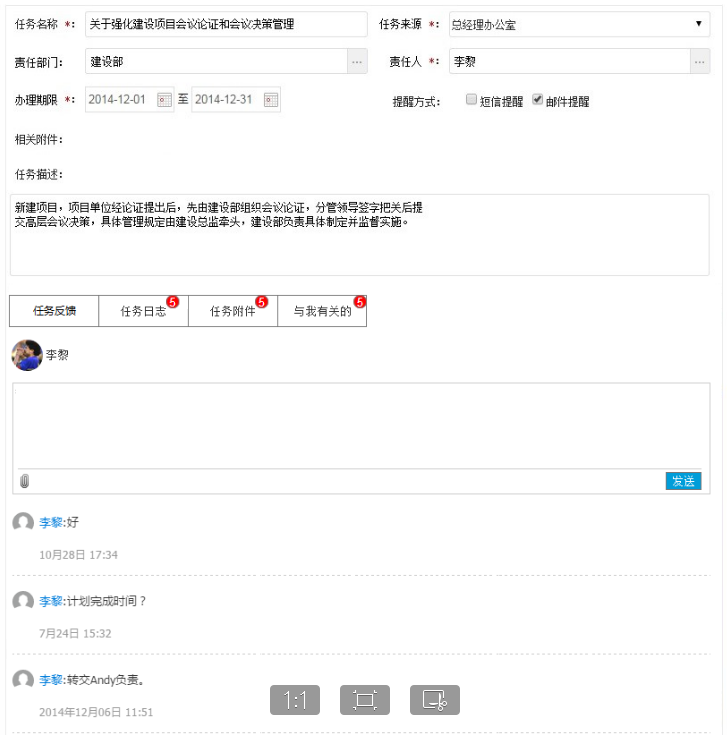 任务名称 *: 关于强化建设项目会议论证和会议决策管理 任务来源 *: 总经理办公室
责任部门: 建设部 ... 责任人 *: 李黎 ...
办理期限 *: 2014-12-01 至 2014-12-31 提醒方式: 短信提醒 邮件提醒
相关附件:
任务描述:
新建项目，项目单位经论证提出后，先由建设部组织会议论证，分管领导签字把关后提
交高层会议决策，具体管理规定由建设总监牵头，建设部负责具体制定并监督实施。
任务反馈 任务日志 5 任务附件 5 与我有关的 5
李黎
发送
李黎:好
10月28日 17:34
李黎:计划完成时间？
7月24日 15:32
李黎:转交Andy负责。
2014年12月06日 11:51
1:1